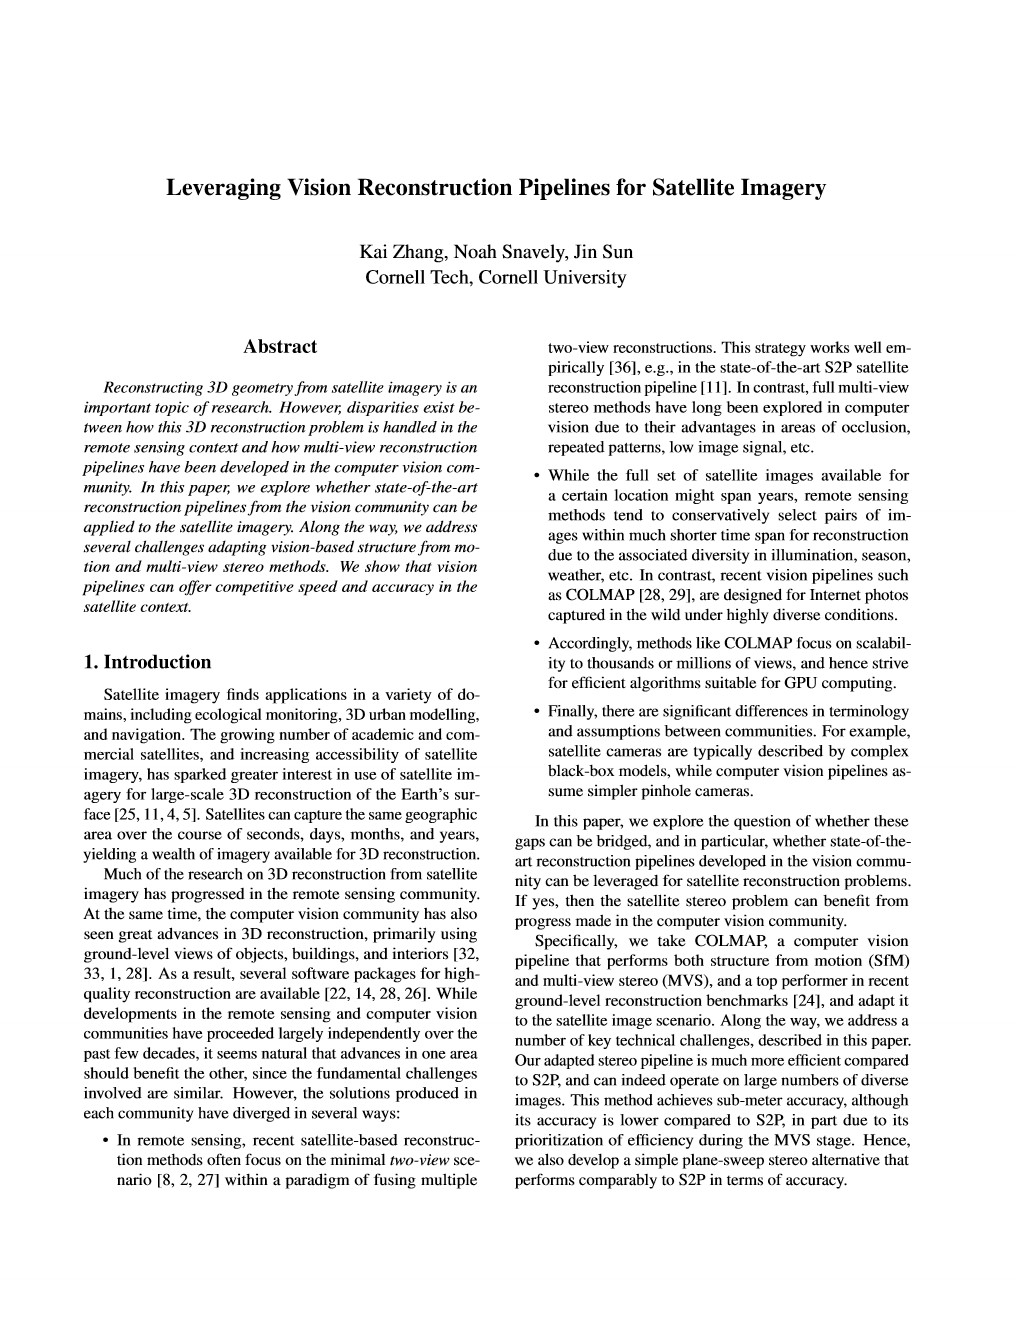 Leveraging Vision Reconstruction Pipelines for Satellite Imagery
Kai Zhang, Noah Snavely, Jin Sun
Cornell Tech, Cornell University
Abstract
Reconstructing 3D geometry from satellite imagery is an
important topic of research. However, disparities exist be-
tween how this 3D reconstruction problem is handled in the
remote sensing context and how multi-view reconstruction
pipelines have been developed in the computer vision com-
munity. In this paper, we explore whether state-of-the-art
reconstruction pipelines from the vision community can be
applied to the satellite imagery. Along the way, we address
several challenges adapting vision-based structure from mo-
tion and multi-view stereo methods. We show that vision
pipelines can offer competitive speed and accuracy in the
satellite context.
1. Introduction
Satellite imagery finds applications in a variety of do-
mains, including ecological monitoring, 3D urban modelling,
and navigation. The growing number of academic and com-
mercial satellites, and increasing accessibility of satellite
imagery, has sparked greater interest in use of satellite im-
agery for large-scale 3D reconstruction of the Earth's sur-
face [25, 11, 4, 5]. Satellites can capture the same geographic
area over the course of seconds, days, months, and years,
yielding a wealth of imagery available for 3D reconstruction.
Much of the research on 3D reconstruction from satellite
imagery has progressed in the remote sensing community.
At the same time, the computer vision community has also
seen great advances in 3D reconstruction, primarily using
ground-level views of objects, buildings, and interiors [32,
33, 1, 28]. As a result, several software packages for high-
quality reconstruction are available [22, 14, 28, 26]. While
developments in the remote sensing and computer vision
communities have proceeded largely independently over the
past few decades, it seems natural that advances in one area
should benefit the other, since the fundamental challenges
involved are similar. However, the solutions produced in
each community have diverged in several ways:
• In remote sensing, recent satellite-based reconstruc-
tion methods often focus on the minimal two-view sce-
nario [8, 2, 27] within a paradigm of fusing multiple
two-view reconstructions. This strategy works well em-
pirically [36], e.g., in the state-of-the-art S2P satellite
reconstruction pipeline [11]. In contrast, full multi-view
stereo methods have long been explored in computer
vision due to their advantages in areas of occlusion,
repeated patterns, low image signal, etc.
• While the full set of satellite images available for
a certain location might span years, remote sensing
methods tend to conservatively select pairs of im-
ages within much shorter time span for reconstruction
due to the associated diversity in illumination, season,
weather, etc. In contrast, recent vision pipelines such
as COLMAP [28, 29], are designed for Internet photos
captured in the wild under highly diverse conditions.
• Accordingly, methods like COLMAP focus on scalabil-
ity to thousands or millions of views, and hence strive
for efficient algorithms suitable for GPU computing.
• Finally, there are significant differences in terminology
and assumptions between communities. For example,
satellite cameras are typically described by complex
black-box models, while computer vision pipelines as-
sume simpler pinhole cameras.
In this paper, we explore the question of whether these
gaps can be bridged, and in particular, whether state-of-the-
art reconstruction pipelines developed in the vision commu-
nity can be leveraged for satellite reconstruction problems.
If yes, then the satellite stereo problem can benefit from
progress made in the computer vision community.
Specifically, we take COLMAP, a computer vision
pipeline that performs both structure from motion (SfM)
and multi-view stereo (MVS), and a top performer in recent
ground-level reconstruction benchmarks [24], and adapt it
to the satellite image scenario. Along the way, we address a
number of key technical challenges, described in this paper.
Our adapted stereo pipeline is much more efficient compared
to S2P, and can indeed operate on large numbers of diverse
images. This method achieves sub-meter accuracy, although
its accuracy is lower compared to S2P, in part due to its
prioritization of efficiency during the MVS stage. Hence,
we also develop a simple plane-sweep stereo alternative that
performs comparably to S2P in terms of accuracy.